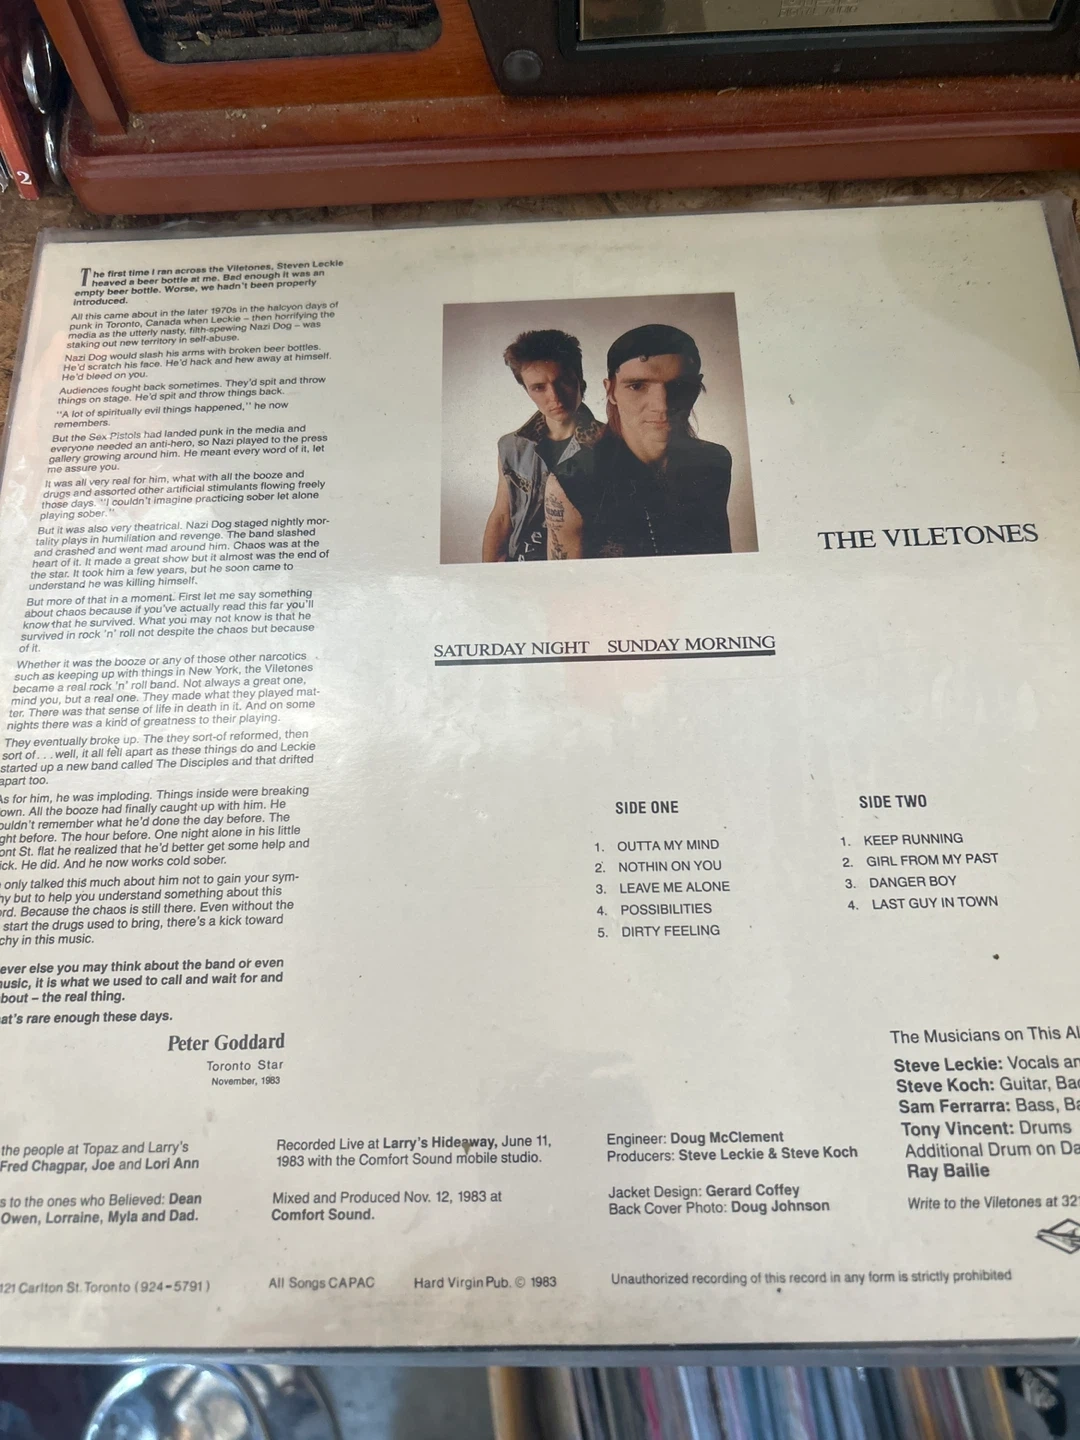 2
The first time I ran across the Viletones, Steven Leckie
heaved a beer bottle at me. Bad enough it was an
empty beer bottle. Worse, we hadn't been properly
introduced.
All this came about in the later 1970s in the halcyon days of
punk in Toronto, Canada when Leckie – then horrifying the
media as the utterly nasty, filth-spewing Nazi Dog – was
staking out new territory in self-abuse.
Nazi Dog would slash his arms with broken beer bottles.
He'd scratch his face. He'd hack and hew away at himself.
He'd bleed on you.
Audiences fought back sometimes. They'd spit and throw
things on stage. He'd spit and throw things back.
"A lot of spiritually evil things happened," he now
remembers.
But the Sex Pistols had landed punk in the media and
everyone needed an anti-hero, so Nazi played to the press
gallery growing around him. He meant every word of it, let
me assure you.
It was all very real for him, what with all the booze and
drugs and assorted other artificial stimulants flowing freely
those days. "I couldn't imagine practicing sober let alone
playing sober."
But it was also very theatrical. Nazi Dog staged nightly mor-
tality plays in humiliation and revenge. The band slashed
and crashed and went mad around him. Chaos was at the
heart of it. It made a great show but it almost was the end of
the star. It took him a few years, but he soon came to
understand he was killing himself.
But more of that in a moment. First let me say something
about chaos because if you've actually read this far you'll
know that he survived. What you may not know is that he
survived in rock 'n' roll not despite the chaos but because
of it.
Whether it was the booze or any of those other narcotics
such as keeping up with things in New York, the Viletones
became a real rock 'n' roll band. Not always a great one,
mind you, but a real one. They made what they played mat-
ter. There was that sense of life in death in it. And on some
nights there was a kind of greatness to their playing.
They eventually broke up. The they sort-of reformed, then
sort of . . . well, it all fell apart as these things do and Leckie
started up a new band called The Disciples and that drifted
apart too.
As for him, he was imploding. Things inside were breaking
own. All the booze had finally caught up with him. He
ouldn't remember what he'd done the day before. The
ght before. The hour before. One night alone in his little
ont St. flat he realized that he'd better get some help and
ick. He did. And he now works cold sober.
only talked this much about him not to gain your sym-
hy but to help you understand something about this
ord. Because the chaos is still there. Even without the
start the drugs used to bring, there's a kick toward
chy in this music.
ever else you may think about the band or even
music, it is what we used to call and wait for and
bout – the real thing.
at's rare enough these days.
Peter Goddard
Toronto Star
November, 1983
THE VILETONES
SATURDAY NIGHT SUNDAY MORNING
SIDE ONE
1. OUTTA MY MIND
2. NOTHIN ON YOU
3. LEAVE ME ALONE
4. POSSIBILITIES
5. DIRTY FEELING
SIDE TWO
1. KEEP RUNNING
2. GIRL FROM MY PAST
3. DANGER BOY
4. LAST GUY IN TOWN
The Musicians on This Al
Steve Leckie: Vocals an
Steve Koch: Guitar, Bac
Sam Ferrarra: Bass, Ba
Tony Vincent: Drums
Additional Drum on Da
Ray Bailie
Write to the Viletones at 321
the people at Topaz and Larry's
Fred Chagpar, Joe and Lori Ann
s to the ones who Believed: Dean
Owen, Lorraine, Myla and Dad.
Recorded Live at Larry's Hideaway, June 11,
1983 with the Comfort Sound mobile studio.
Mixed and Produced Nov. 12, 1983 at
Comfort Sound.
Engineer: Doug McClement
Producers: Steve Leckie & Steve Koch
Jacket Design: Gerard Coffey
Back Cover Photo: Doug Johnson
121 Carlton St. Toronto (924–5791)
All Songs CAPAC
Hard Virgin Pub. © 1983
Unauthorized recording of this record in any form is strictly prohibited